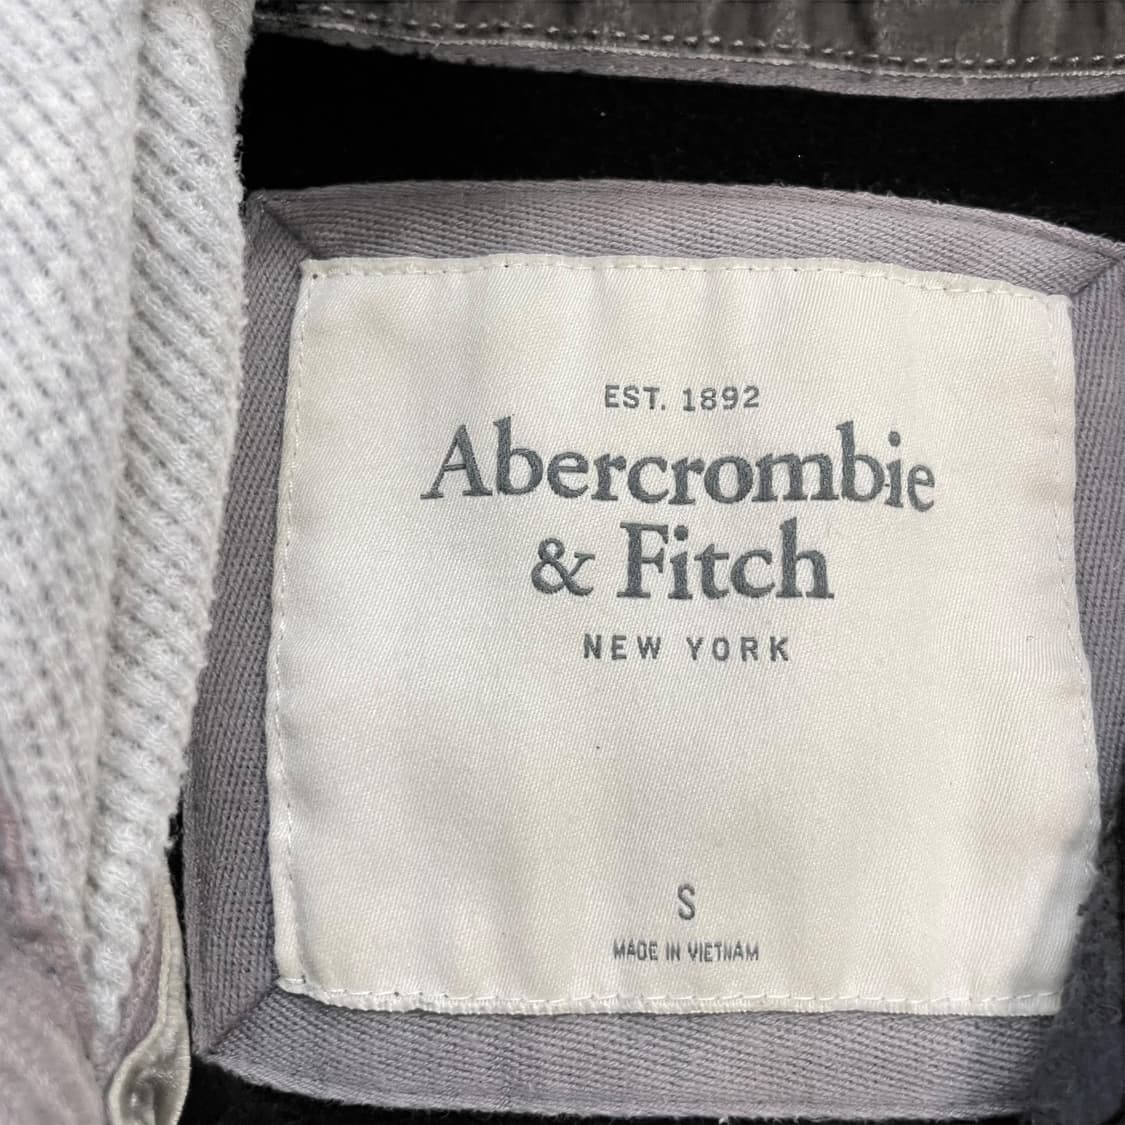 EST. 1892
Abercrombie
& Fitch
NEW YORK
S
MADE IN VIETNAM